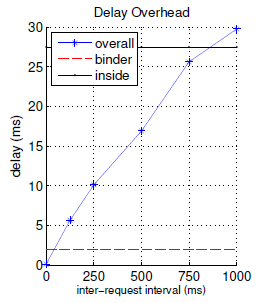 Delay Overhead
30
25
20
15
10
5
0
delay (ms)
overall
binder
inside
0 250 500 750 1000
inter-request interval (ms)